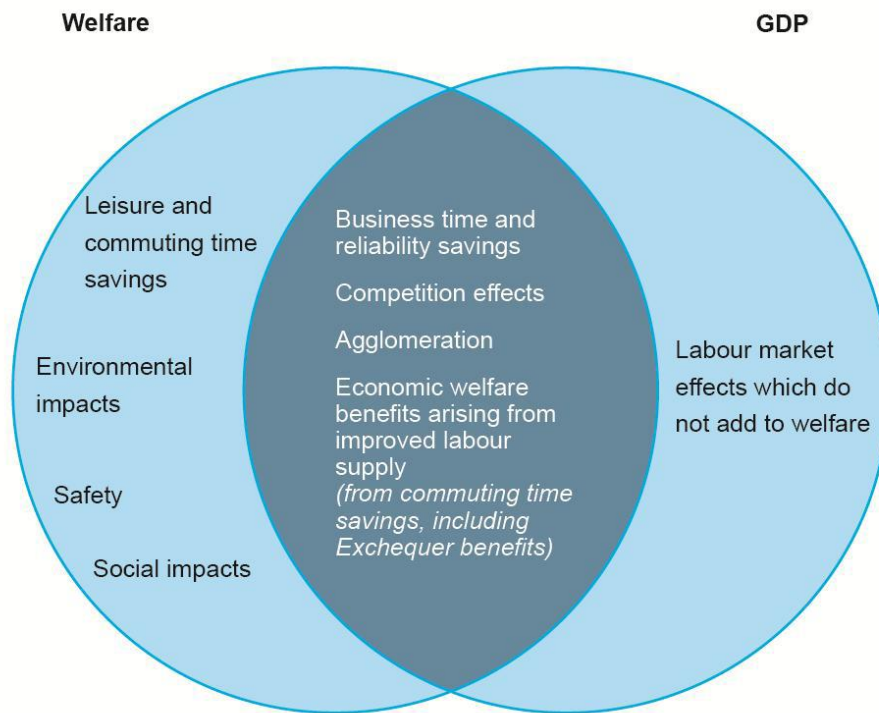 Welfare
GDP
Leisure and
commuting time
savings
Environmental
impacts
Safety
Social impacts
Business time and
reliability savings
Competition effects
Agglomeration
Economic welfare
benefits arising from
improved labour
supply
(from commuting time
savings, including
Exchequer benefits)
Labour market
effects which do
not add to welfare